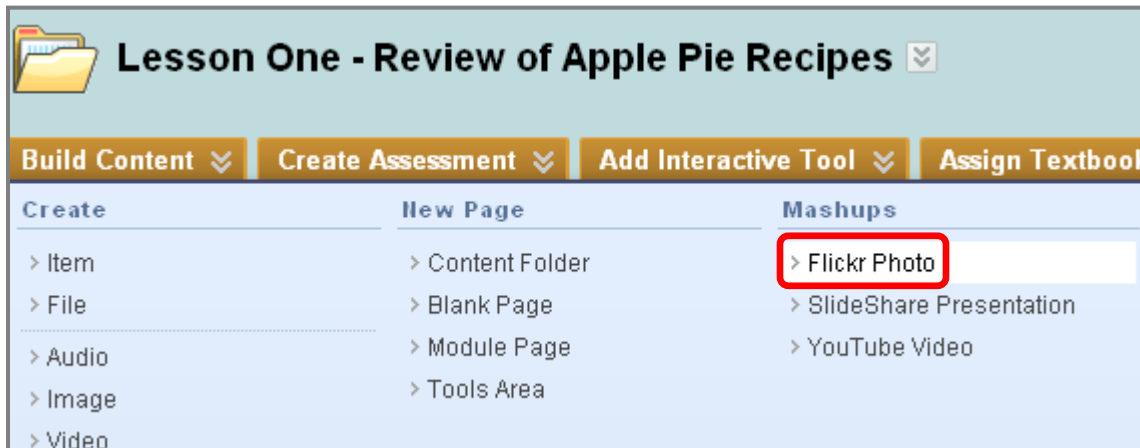 Lesson One - Review of Apple Pie Recipes
Build Content Create Assessment Add Interactive Tool Assign
Create New Page Mashups
> Item > Content Folder > Flickr Photo
> File > Blank Page > SlideShare Presentation
> Audio > Module Page > YouTube Video
> Image > Tools Area
> Video